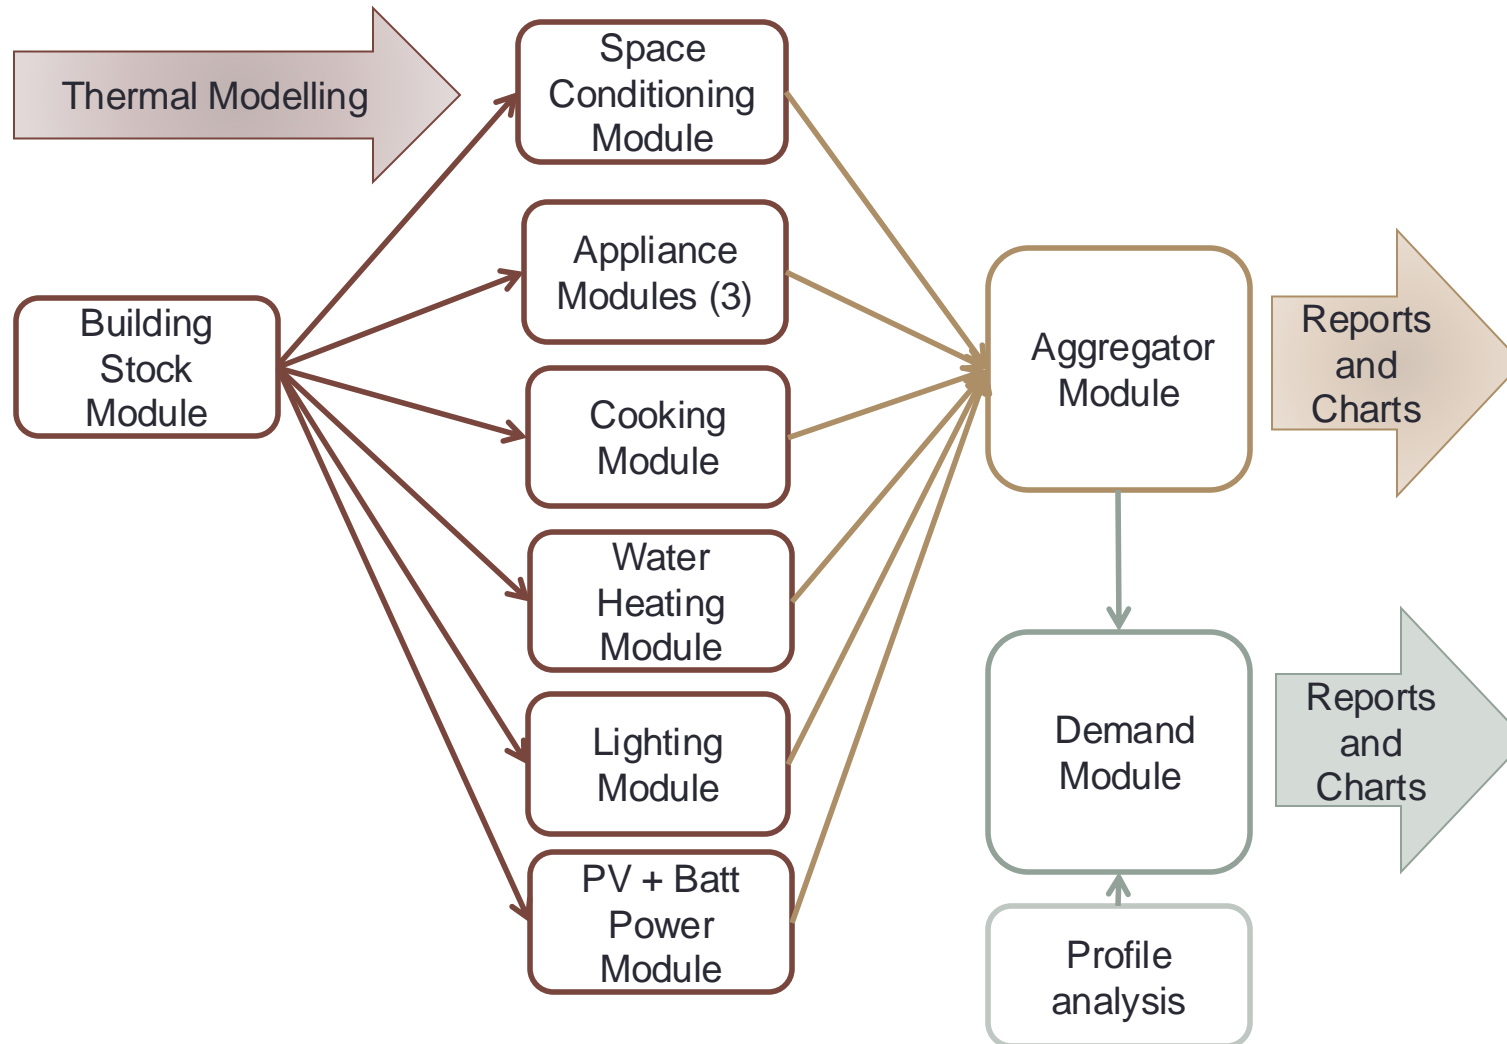 Thermal Modelling
Space
Conditioning
Module
Appliance
Modules (3)
Building
Stock
Module
Cooking
Module
Water
Heating
Module
Lighting
Module
PV + Batt
Power
Module
Aggregator
Module
Reports
and
Charts
Demand
Module
Reports
and
Charts
Profile
analysis